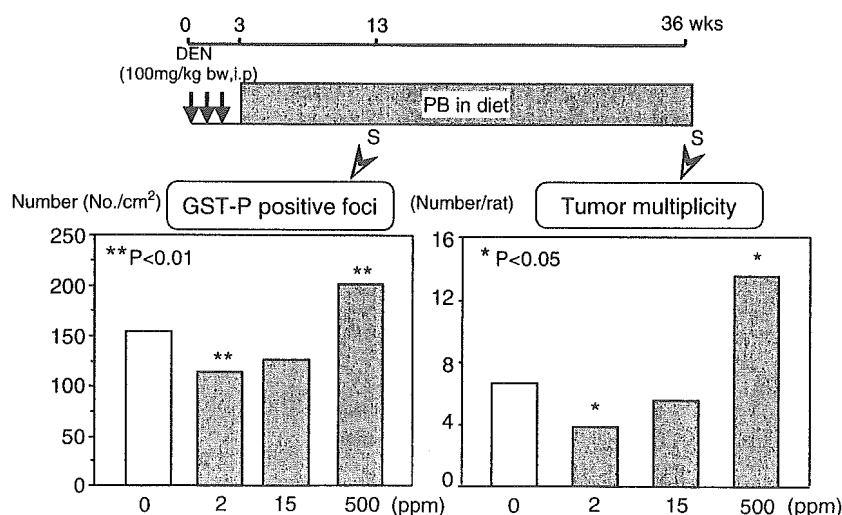 0 3 13 36 wks
DEN
(100mg/kg bw,i.p)
PB in diet
S S
Number (No./cm²) GST-P positive foci (Number/rat) Tumor multiplicity
250
200
150
100
50
0
**P<0.01
**
**
0 2 15 500 (ppm)
16
12
8
4
0
*P<0.05
*
*
0 2 15 500 (ppm)